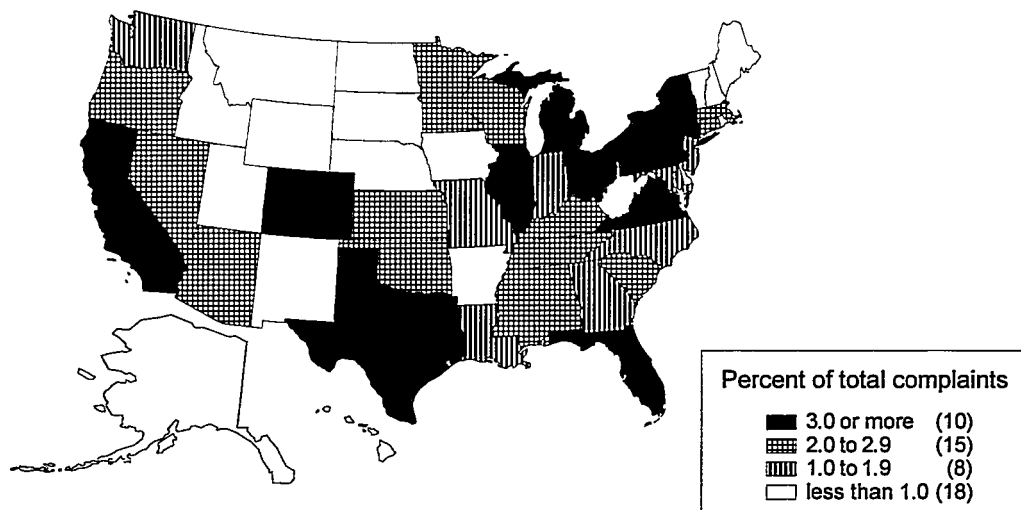 Percent of total complaints
3.0 or more (10)
2.0 to 2.9 (15)
1.0 to 1.9 (8)
less than 1.0 (18)